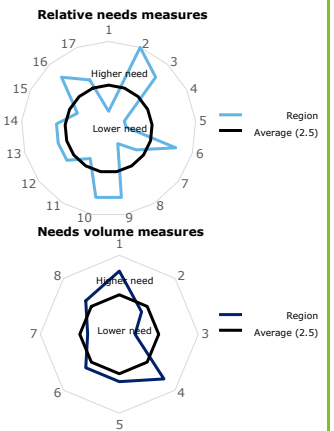 Relative needs measures
1
17
2
16
3
Higher need
15
4
14
Lower need
5
Region
Average (2.5)
13
6
12
7
11
8
10
9
Needs volume measures
1
8
Higher need
2
7
Lower need
3
Region
Average (2.5)
6
4
5